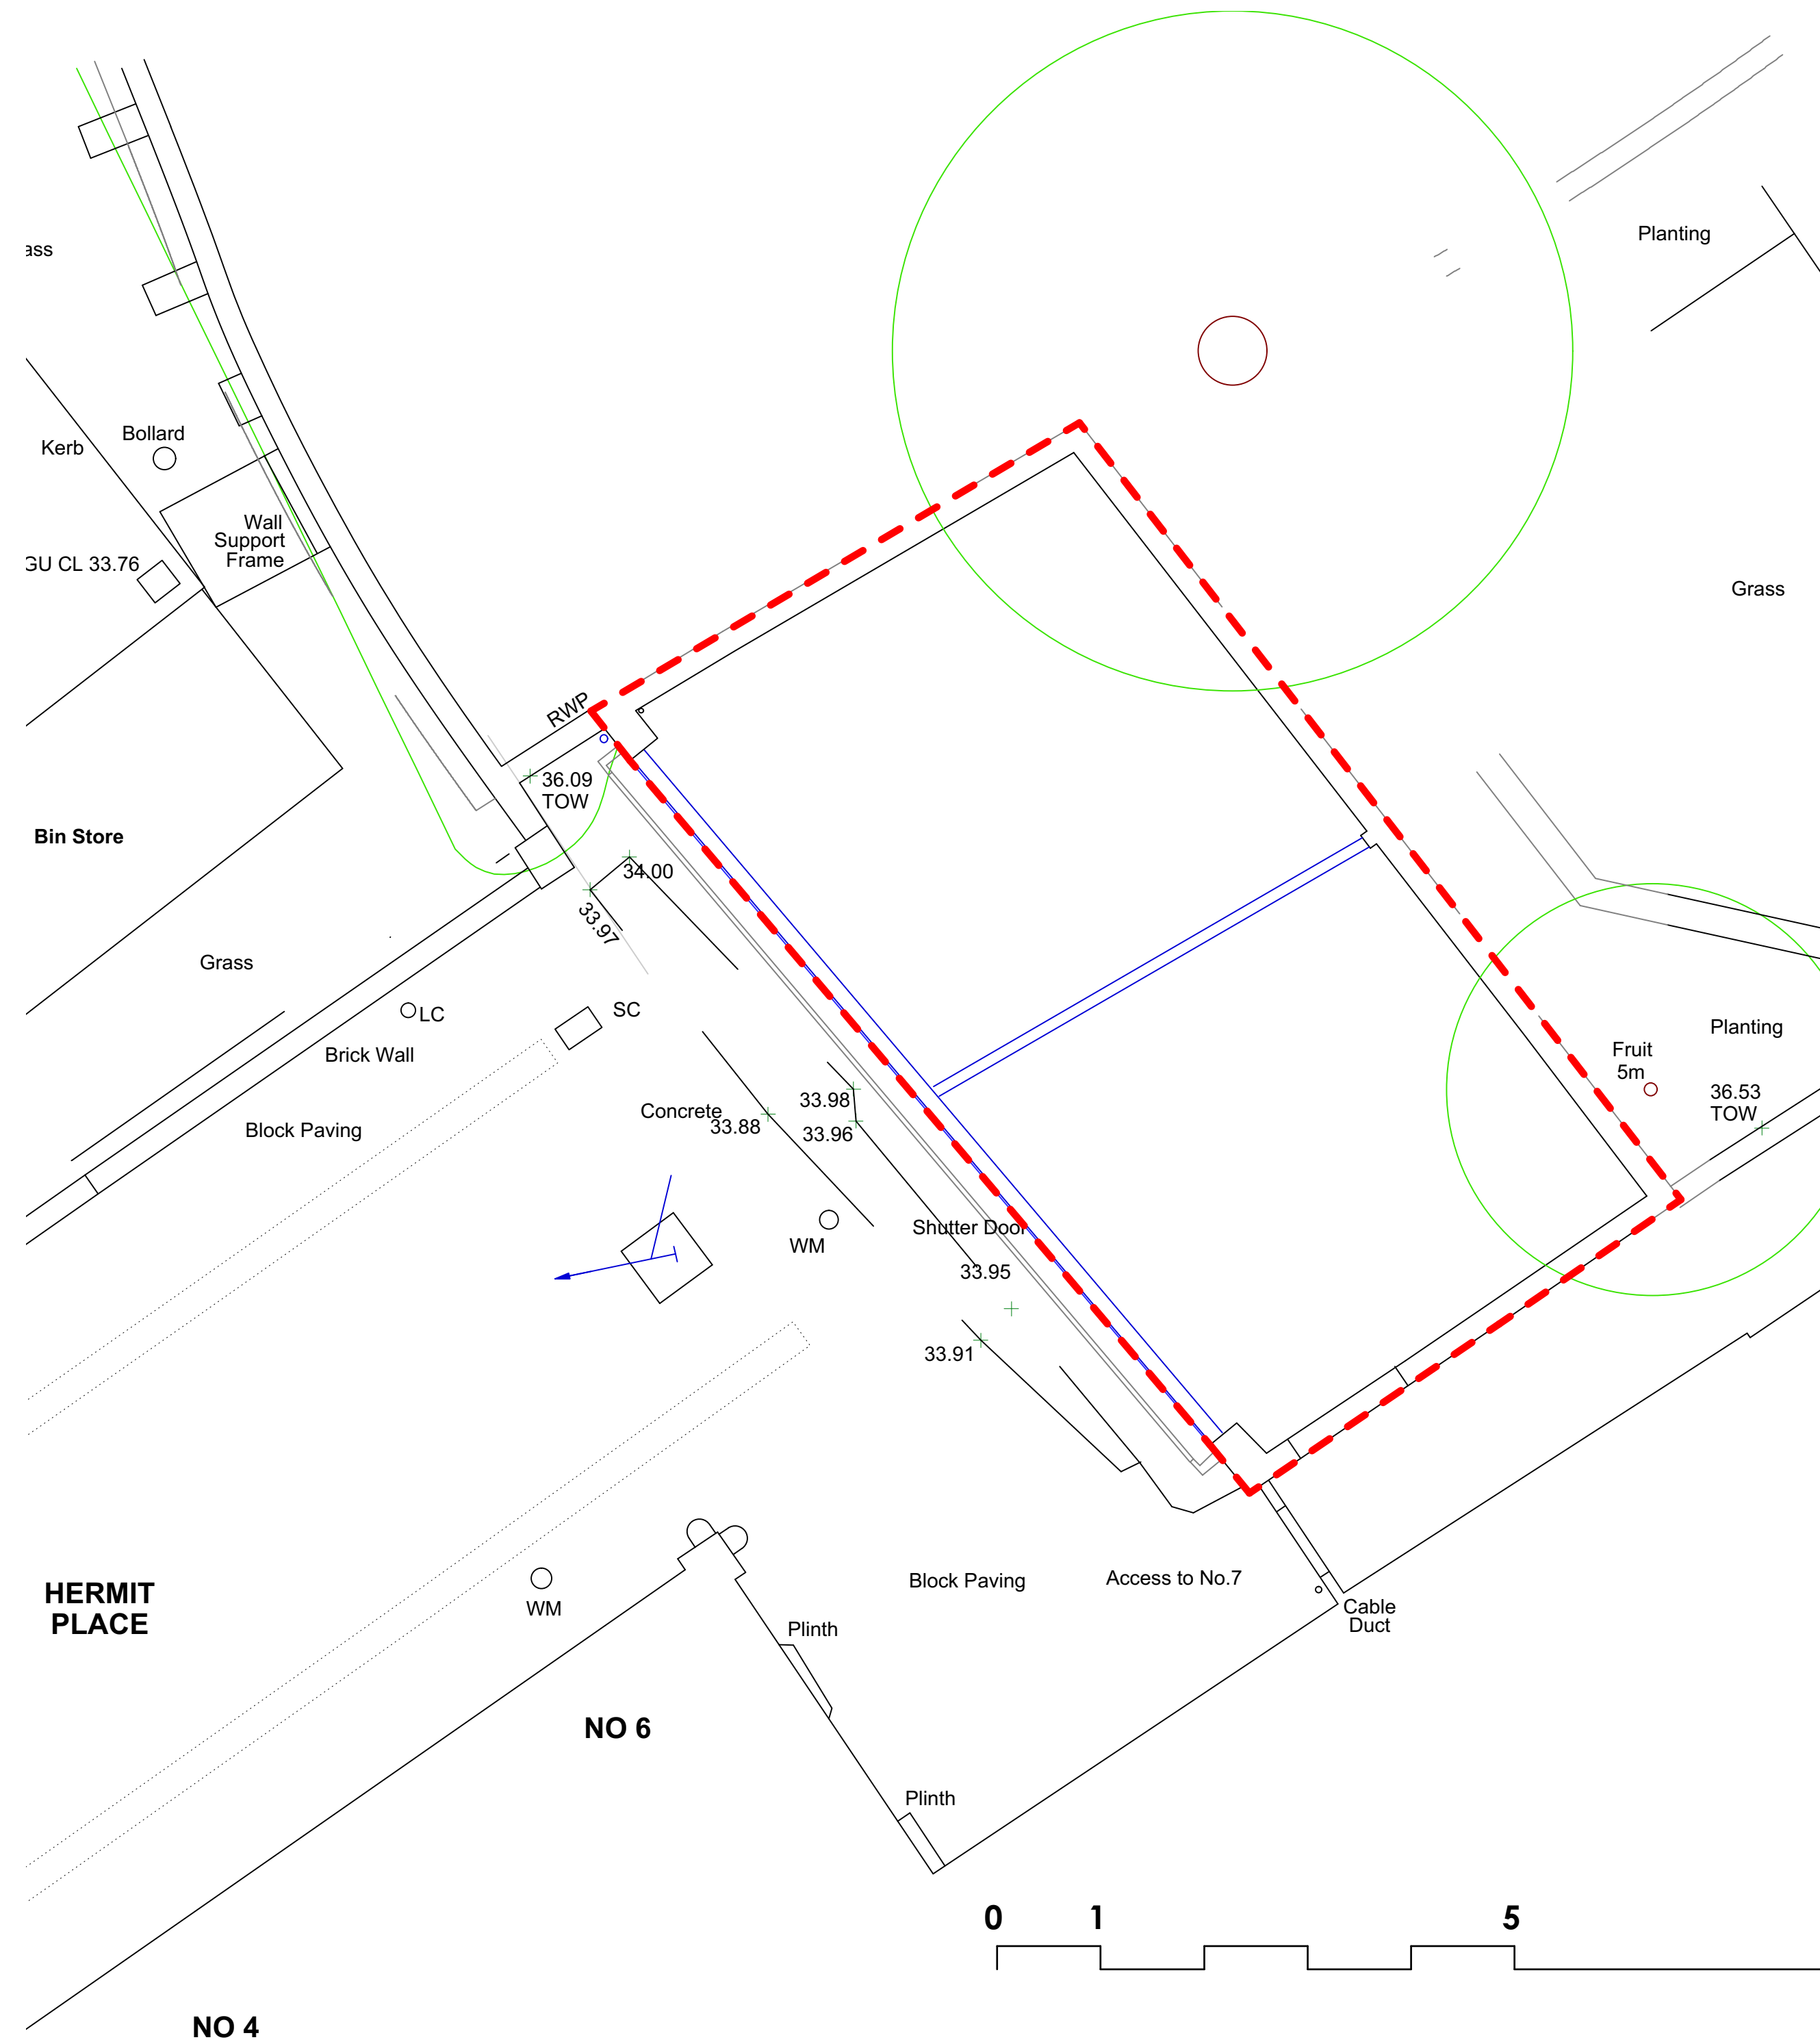 Planting
Kerb
Bollard
Wall
Support
Frame
GU CL 33.76
Grass
RWP
36.09
TOW
Bin Store
34.00
33.97
Grass
LC
SC
Brick Wall
Block Paving
Concrete
33.88
33.98
33.96
Planting
Fruit
5m
36.53
TOW
WM
Shutter Door
33.95
33.91
HERMIT
PLACE
WM
Block Paving
Access to No.7
Cable
Duct
Plinth
NO 6
Plinth
0 1 5
NO 4